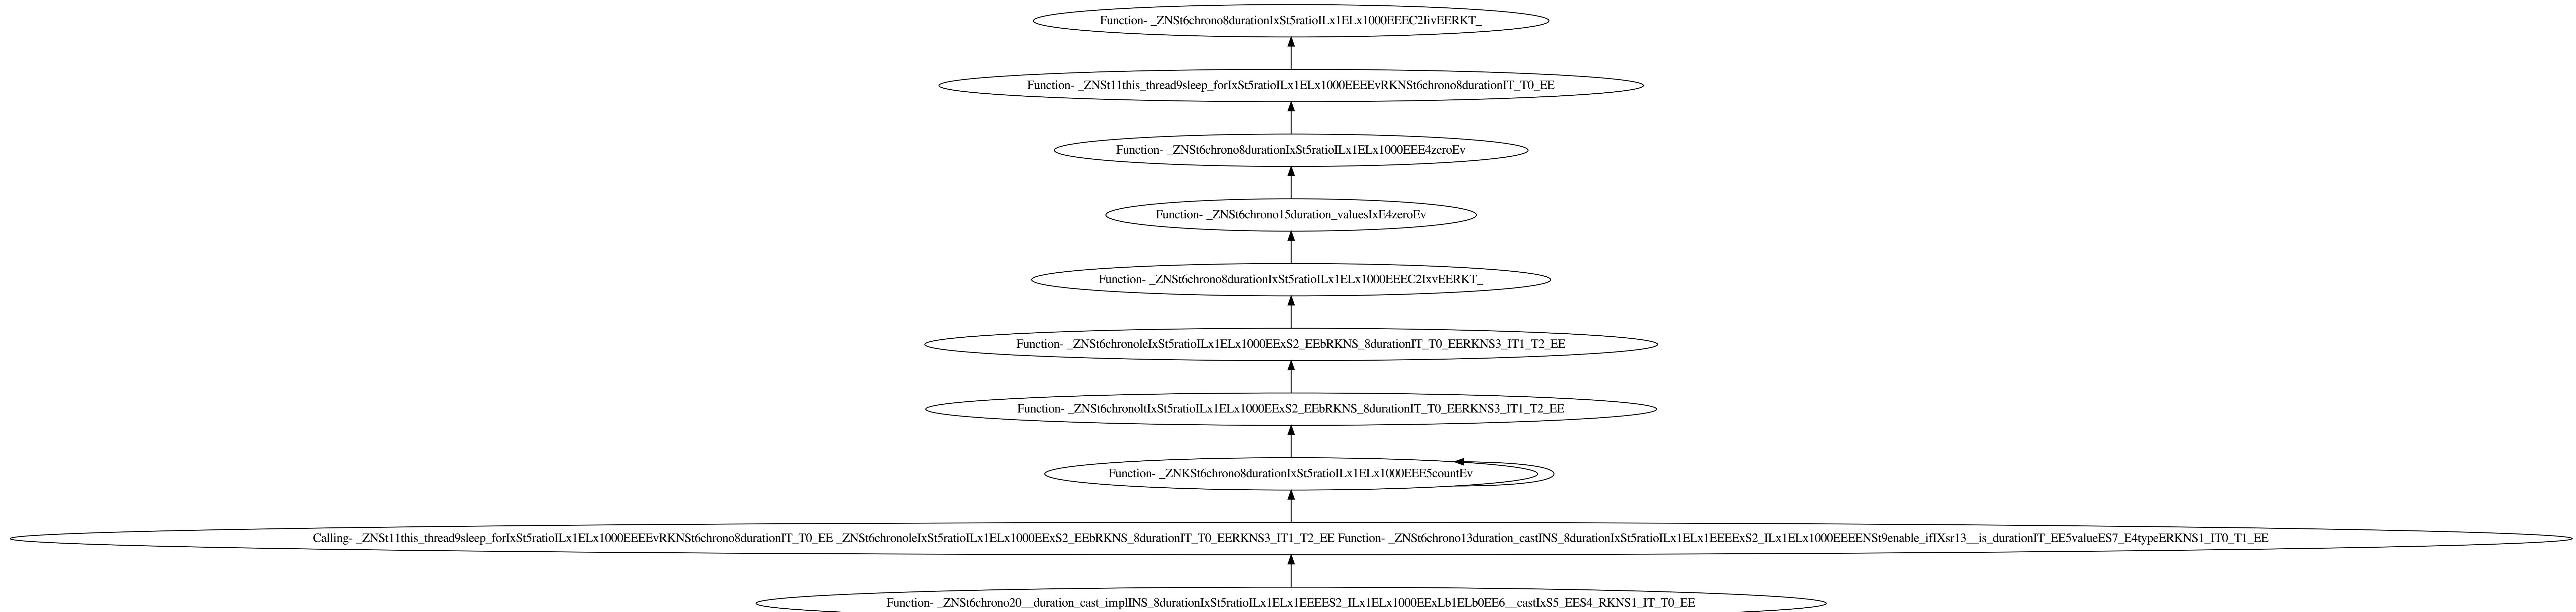 Function- _ZNSt6chrono8durationIxSt5ratioILx1ELx1000EEEC2IivEERKT_
Function- _ZNSt11this_thread9sleep_forIxSt5ratioILx1ELx1000EEEEvRKNSt6chrono8durationIT_T0_EE
Function- _ZNSt6chrono8durationIxSt5ratioILx1ELx1000EEE4zeroEv
Function- _ZNSt6chrono15duration_valuesIxE4zeroEv
Function- _ZNSt6chrono8durationIxSt5ratioILx1ELx1000EEEC2IxvEERKT_
Function- _ZNSt6chronoleIxSt5ratioILx1ELx1000EExS2_EEbRKNS_8durationIT_T0_EERKNS3_IT1_T2_EE
Function- _ZNSt6chronoltIxSt5ratioILx1ELx1000EExS2_EEbRKNS_8durationIT_T0_EERKNS3_IT1_T2_EE
Function- _ZNKSt6chrono8durationIxSt5ratioILx1ELx1000EEE5countEv
Calling- _ZNSt11this_thread9sleep_forIxSt5ratioILx1ELx1000EEEEvRKNSt6chrono8durationIT_T0_EE _ZNSt6chronoleIxSt5ratioILx1ELx1000EExS2_EEbRKNS_8durationIT_T0_EERKNS3_IT1_T2_EE Function- _ZNSt6chrono13duration_castINS_8durationIxSt5ratioILx1ELx1EEEExS2_ILx1ELx1000EEEENSt9enable_ifIXsr13__is_durationIT_EE5valueES7_E4typeERKNS1_IT0_T1_EE
Function- _ZNSt6chrono20__duration_cast_implINS_8durationIxSt5ratioILx1ELx1EEEES2_ILx1ELx1000EExLb1ELb0EE6__castIxS5_EES4_RKNS1_IT_T0_EE